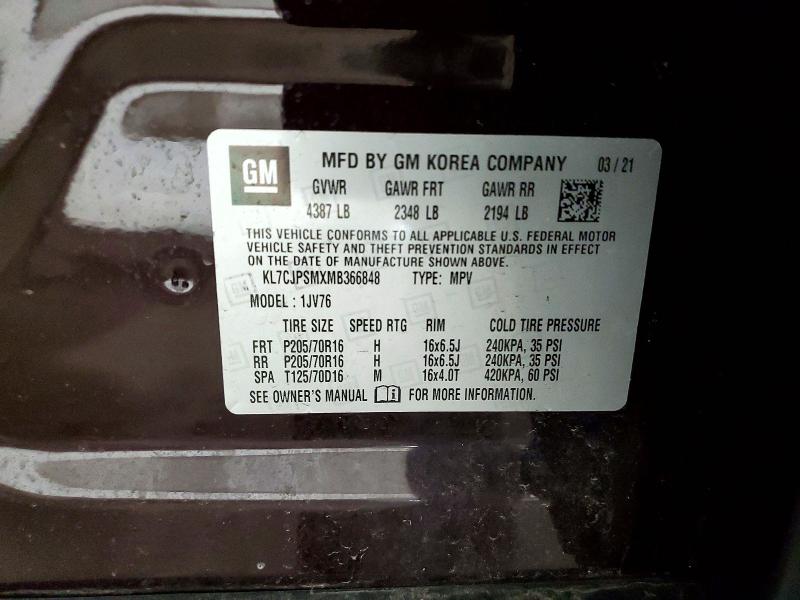 GM
MFD BY GM KOREA COMPANY 03 / 21
GVWR GAWR FRT GAWR RR
4387 LB 2348 LB 2194 LB
THIS VEHICLE CONFORMS TO ALL APPLICABLE U.S. FEDERAL MOTOR
VEHICLE SAFETY AND THEFT PREVENTION STANDARDS IN EFFECT
ON THE DATE OF MANUFACTURE SHOWN ABOVE.
KL7CJPSMXMB366848 TYPE: MPV
MODEL : 1JV76
TIRE SIZE SPEED RTG RIM COLD TIRE PRESSURE
FRT P205/70R16 H 16x6.5J 240KPA, 35 PSI
RR P205/70R16 H 16x6.5J 240KPA, 35 PSI
SPA T125/70D16 M 16x4.0T 420KPA, 60 PSI
SEE OWNER'S MANUAL FOR MORE INFORMATION.